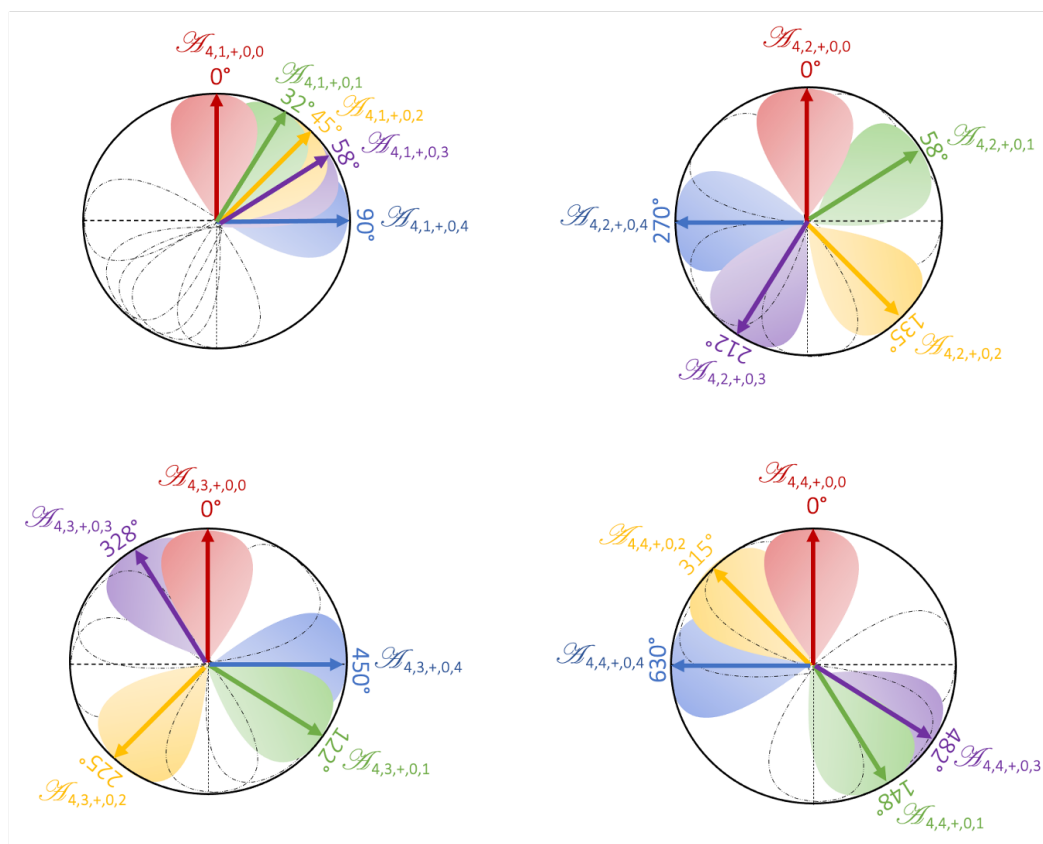 𝒜4,1,+,0,0
0°
𝒜4,1,+,0,1
32°
𝒜4,1,+,0,2
45°
𝒜4,1,+,0,3
58°
𝒜4,1,+,0,4
90°
𝒜4,2,+,0,0
0°
𝒜4,2,+,0,1
58°
𝒜4,2,+,0,4
270°
135°
𝒜4,2,+,0,2
212°
𝒜4,2,+,0,3
𝒜4,3,+,0,0
0°
𝒜4,3,+,0,3
328°
450°
𝒜4,3,+,0,4
122°
𝒜4,3,+,0,1
225°
𝒜4,3,+,0,2
𝒜4,4,+,0,0
0°
𝒜4,4,+,0,2
315°
𝒜4,4,+,0,4
630°
482°
𝒜4,4,+,0,3
148°
𝒜4,4,+,0,1